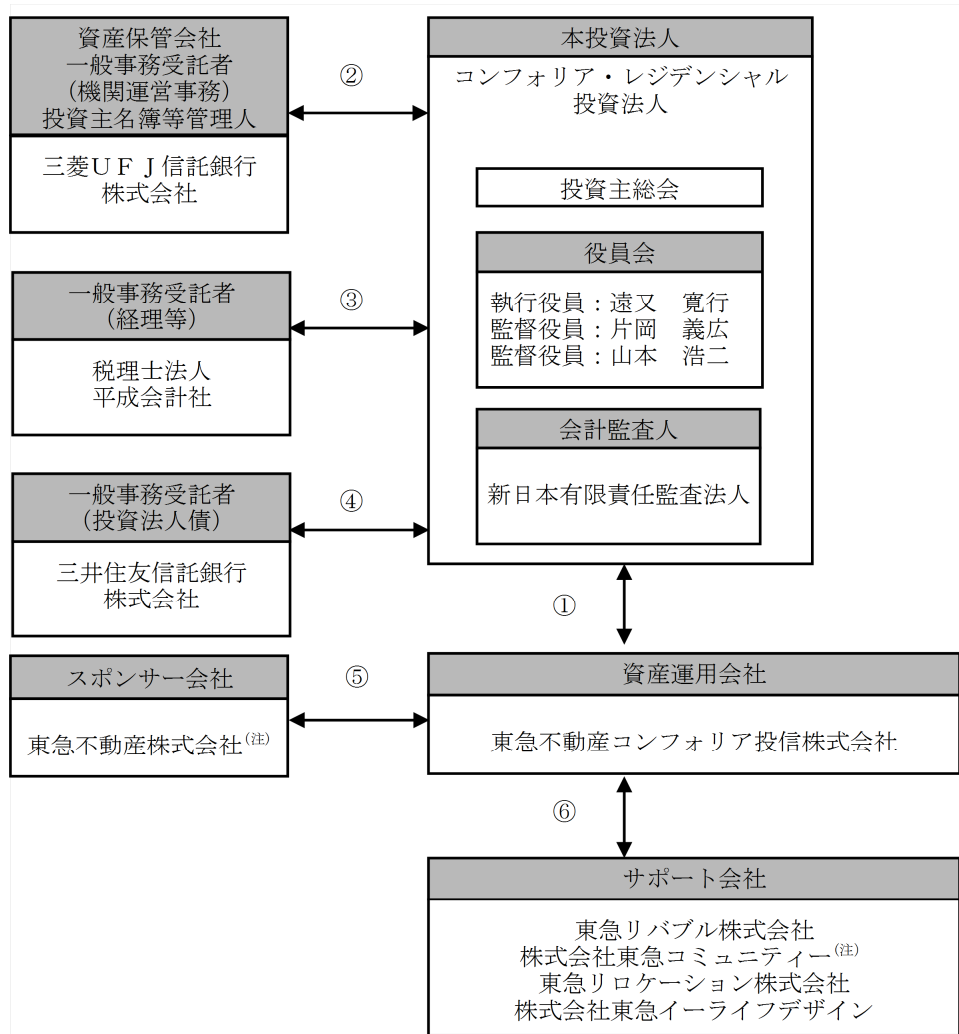 資産保管会社
一般事務受託者
(機関運営事務)
投資主名簿等管理人
三菱ＵＦＪ信託銀行
株式会社
②
本投資法人
コンフォリア・レジデンシャル
投資法人
投資主総会
役員会
執行役員：遠又　寛行
監督役員：片岡　義広
監督役員：山本　浩二
会計監査人
新日本有限責任監査法人
一般事務受託者
(経理等)
税理士法人
平成会計社
③
一般事務受託者
(投資法人債)
三井住友信託銀行
株式会社
④
①
スポンサー会社
東急不動産株式会社(注)
⑤
資産運用会社
東急不動産コンフォリア投信株式会社
⑥
サポート会社
東急リバブル株式会社
株式会社東急コミュニティー(注)
東急リロケーション株式会社
株式会社東急イーライフデザイン